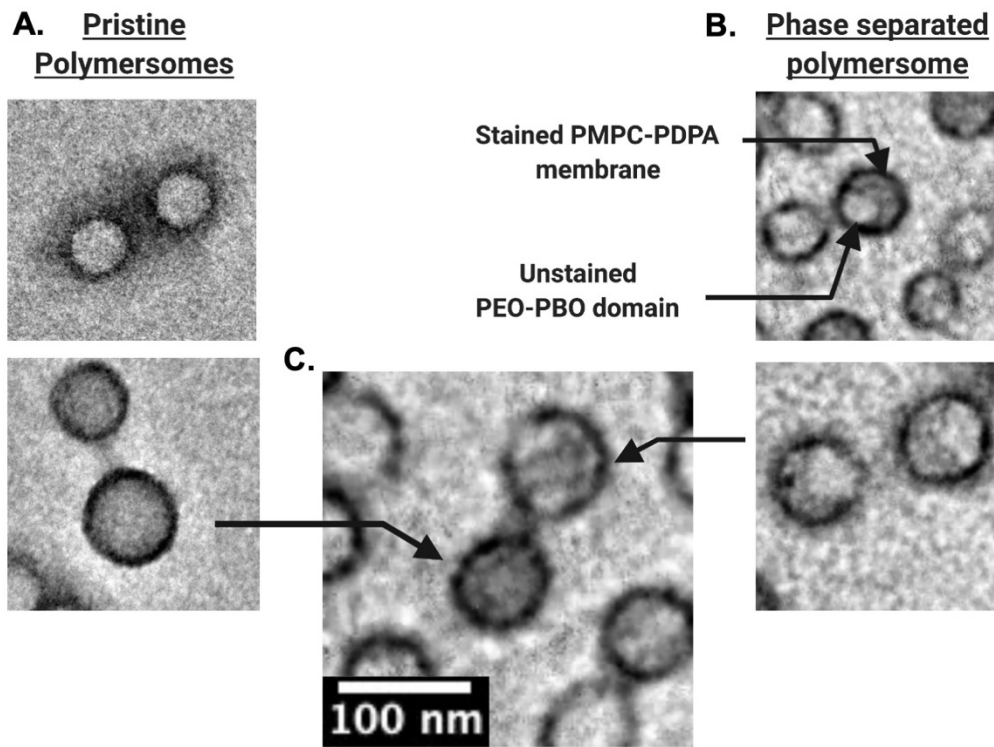 A. Pristine
Polymersomes
B. Phase separated
polymersome
Stained PMPC-PDPA
membrane
Unstained
PEO-PBO domain
C.
100 nm